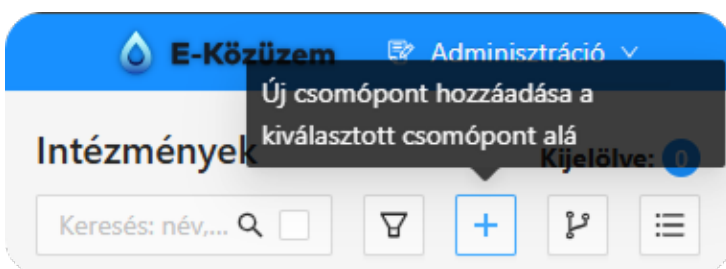 E-Közüzem Adminisztráció
Új csomópont hozzáadása a
kiválasztott csomópont alá
Intézmények
Kijelölve: 0
Keresés: név,...